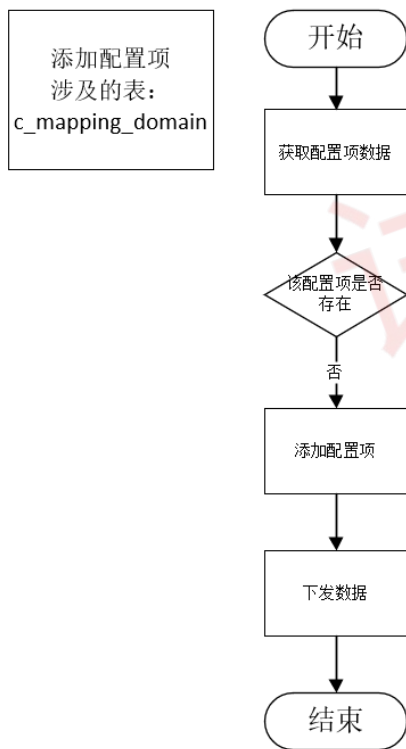 添加配置项
涉及的表：
c_mapping_domain
开始
获取配置项数据
该配置项是否
存在
否
添加配置项
下发数据
结束